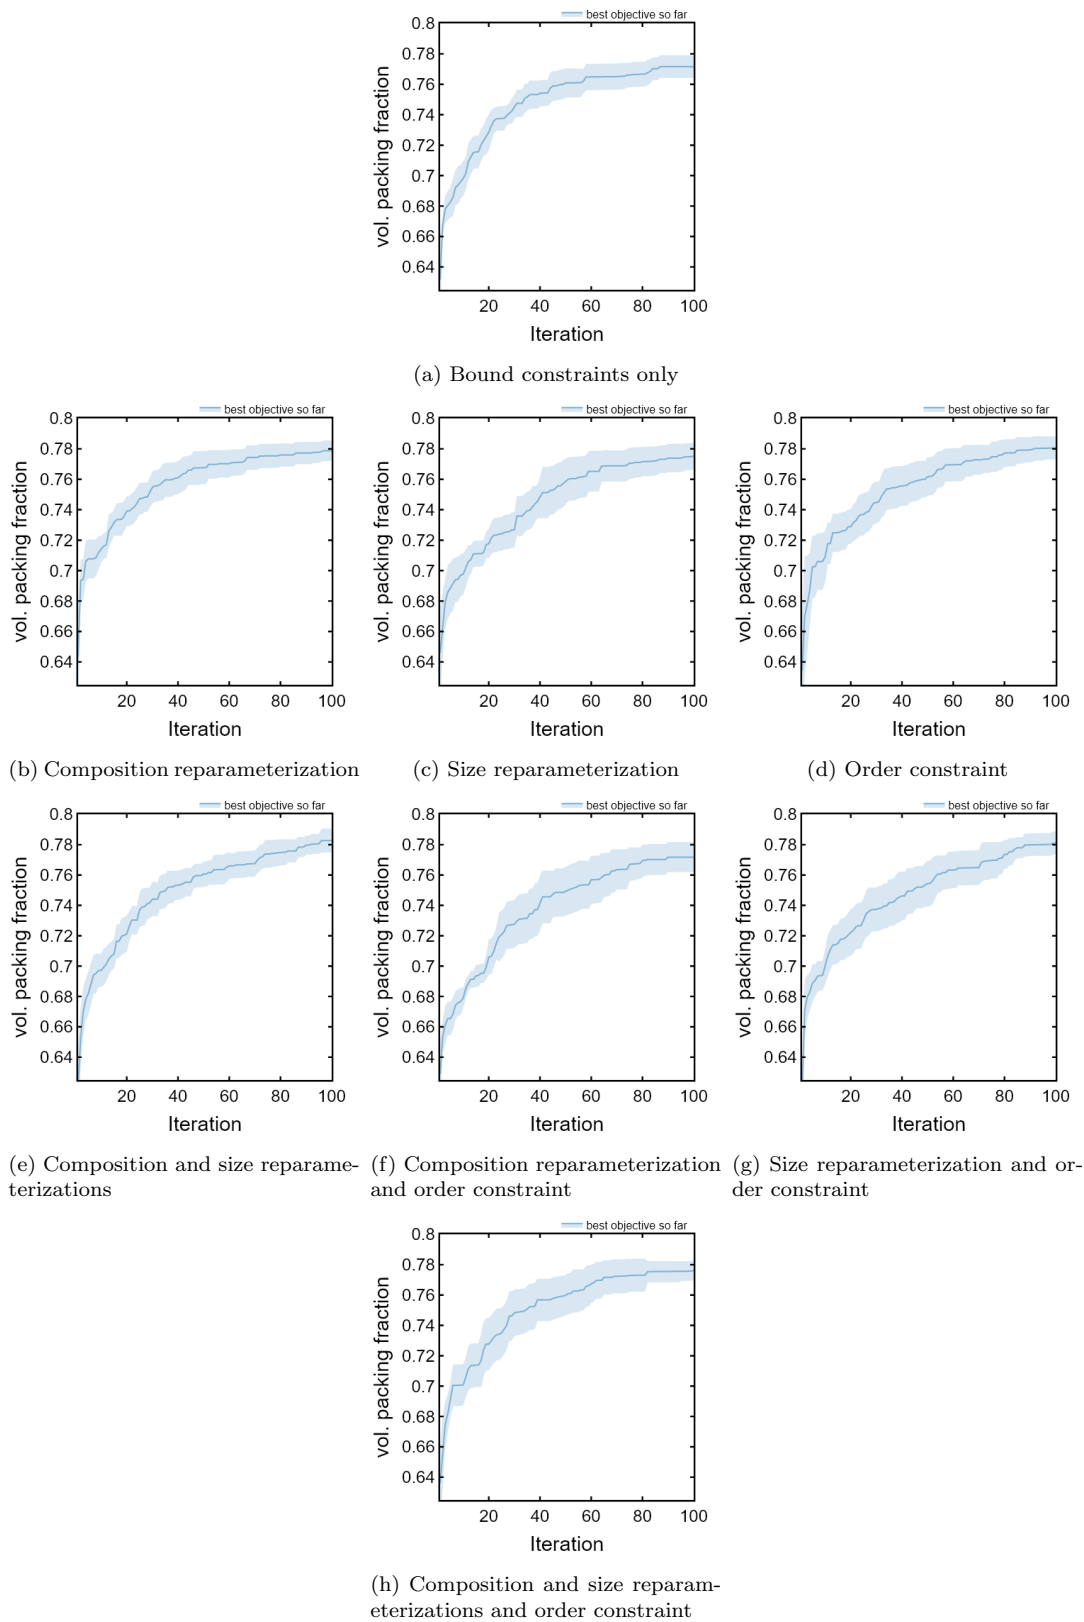 best objective so far
0.8
0.78
0.76
0.74
0.72
0.7
0.68
0.66
0.64
vol. packing fraction
20 40 60 80 100
Iteration
(a) Bound constraints only
best objective so far
0.8
0.78
0.76
0.74
0.72
0.7
0.68
0.66
0.64
vol. packing fraction
20 40 60 80 100
Iteration
(b) Composition reparameterization
best objective so far
0.8
0.78
0.76
0.74
0.72
0.7
0.68
0.66
0.64
vol. packing fraction
20 40 60 80 100
Iteration
(c) Size reparameterization
best objective so far
0.8
0.78
0.76
0.74
0.72
0.7
0.68
0.66
0.64
vol. packing fraction
20 40 60 80 100
Iteration
(d) Order constraint
best objective so far
0.8
0.78
0.76
0.74
0.72
0.7
0.68
0.66
0.64
vol. packing fraction
20 40 60 80 100
Iteration
(e) Composition and size reparame-
terizations
best objective so far
0.8
0.78
0.76
0.74
0.72
0.7
0.68
0.66
0.64
vol. packing fraction
20 40 60 80 100
Iteration
(f) Composition reparameterization
and order constraint
best objective so far
0.8
0.78
0.76
0.74
0.72
0.7
0.68
0.66
0.64
vol. packing fraction
20 40 60 80 100
Iteration
(g) Size reparameterization and or-
der constraint
best objective so far
0.8
0.78
0.76
0.74
0.72
0.7
0.68
0.66
0.64
vol. packing fraction
20 40 60 80 100
Iteration
(h) Composition and size reparam-
eterizations and order constraint